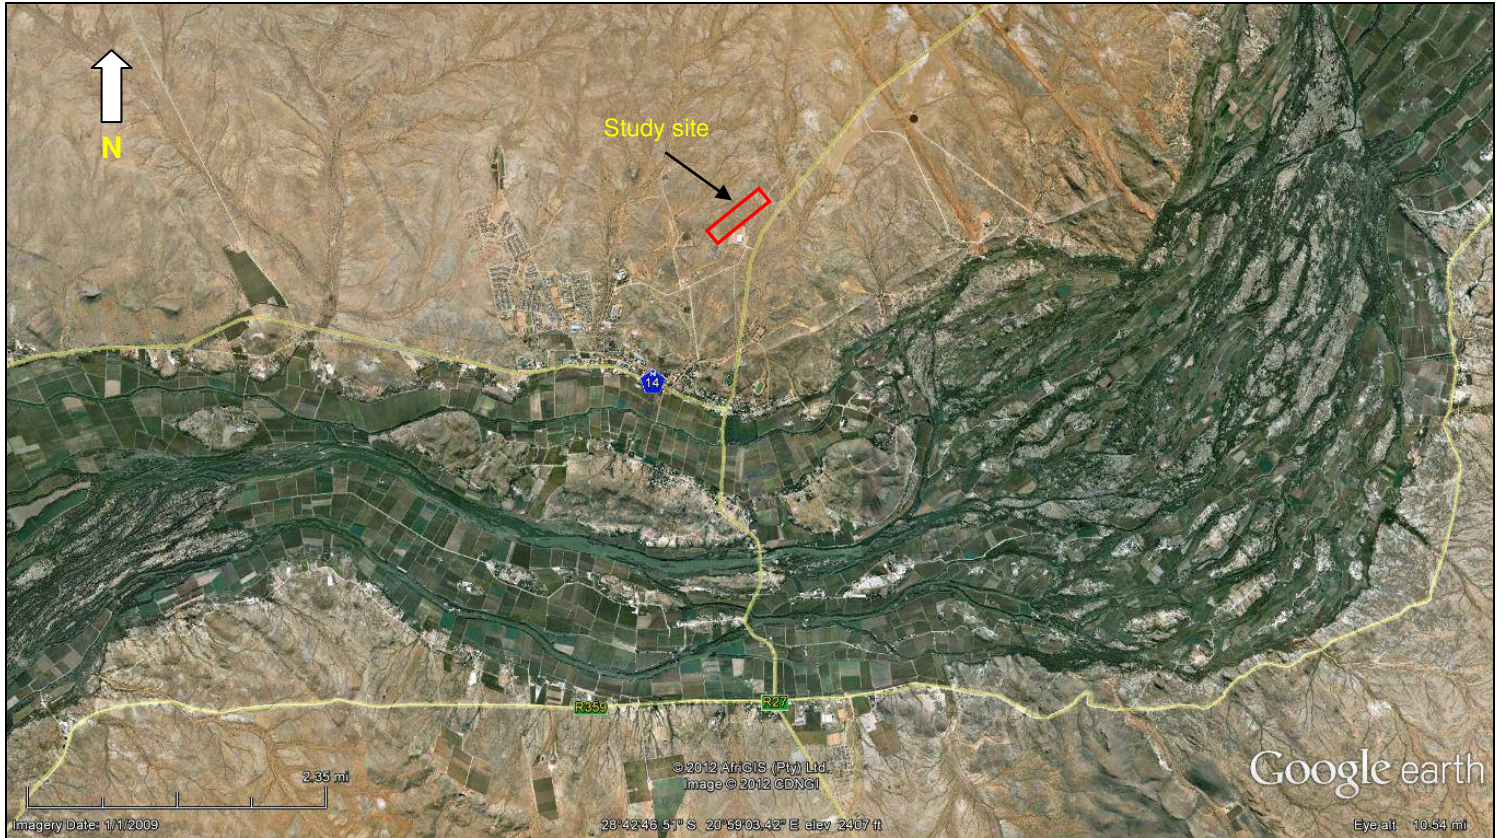 N
Study site
N
14
R359
R27
2.35 mi
© 2012 AfriGIS (Pty) Ltd.
Image © 2012 CDNGI
Google earth
Imagery Date: 1/1/2009
28°42'46.51" S 20°59'03.42" E elev 2407 ft
Eye alt 10.54 mi